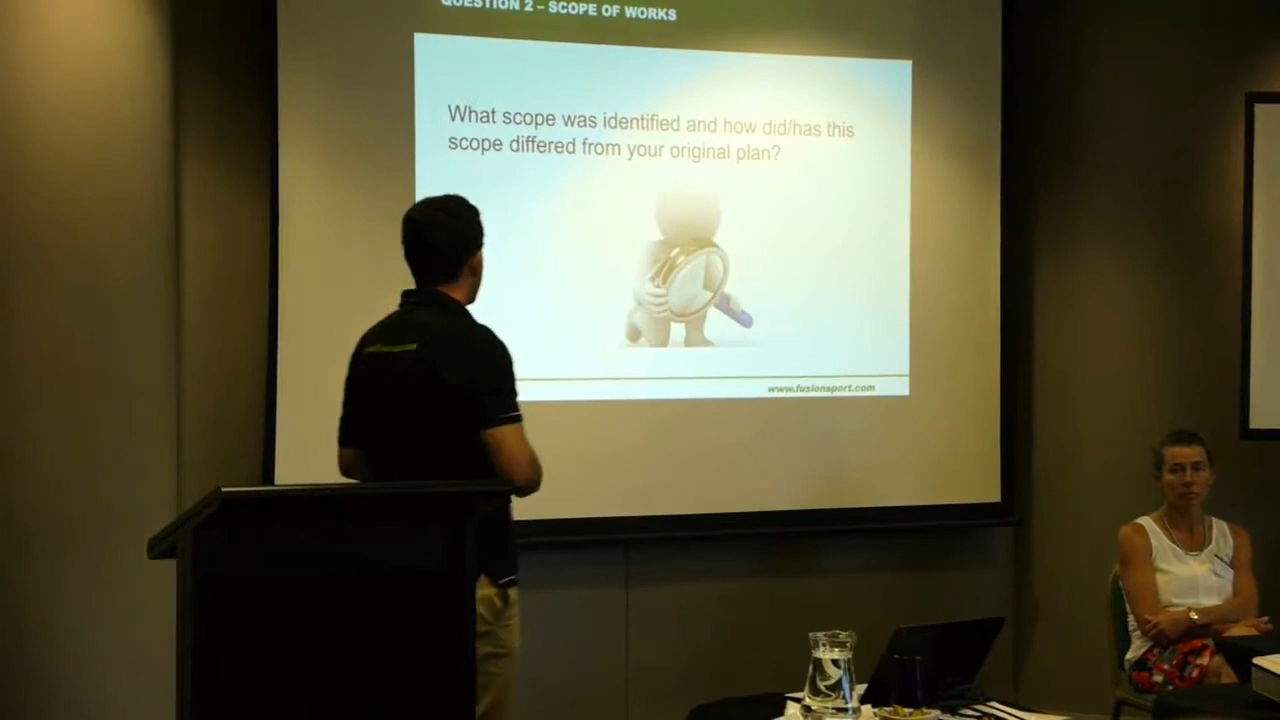 QUESTION 2 – SCOPE OF WORKS
What scope was identified and how did/has this
scope differed from your original plan?
www.fusionsport.com